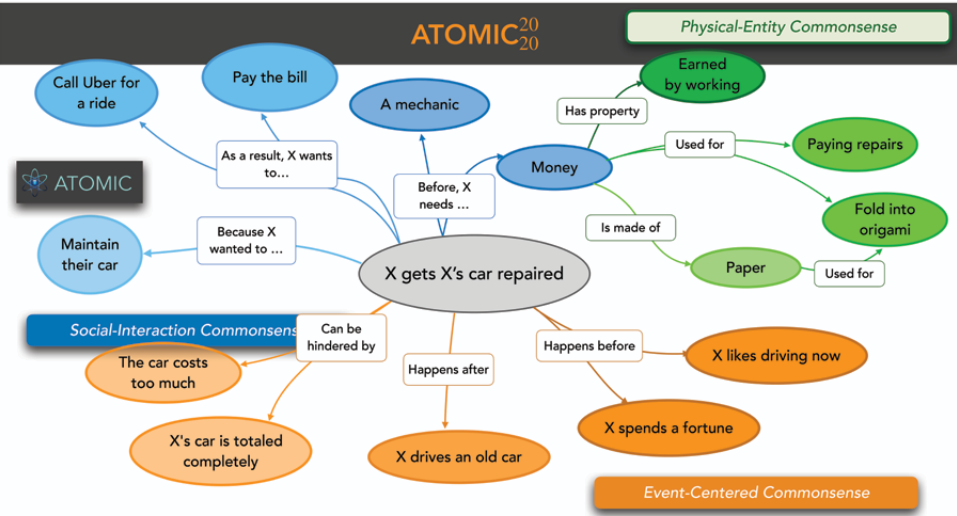 ATOMIC 20
20
Physical-Entity Commonsense
Call Uber for
a ride
Pay the bill
A mechanic
Earned
by working
Has property
As a result, X wants
to...
Before, X
needs ...
Money
Used for
Paying repairs
ATOMIC
Because X
wanted to ...
Maintain
their car
Is made of
Fold into
origami
X gets X's car repaired
Paper
Used for
Social-Interaction Commonsens
Can be
hindered by
The car costs
too much
Happens after
Happens before
X likes driving now
X's car is totaled
completely
X drives an old car
X spends a fortune
Event-Centered Commonsense